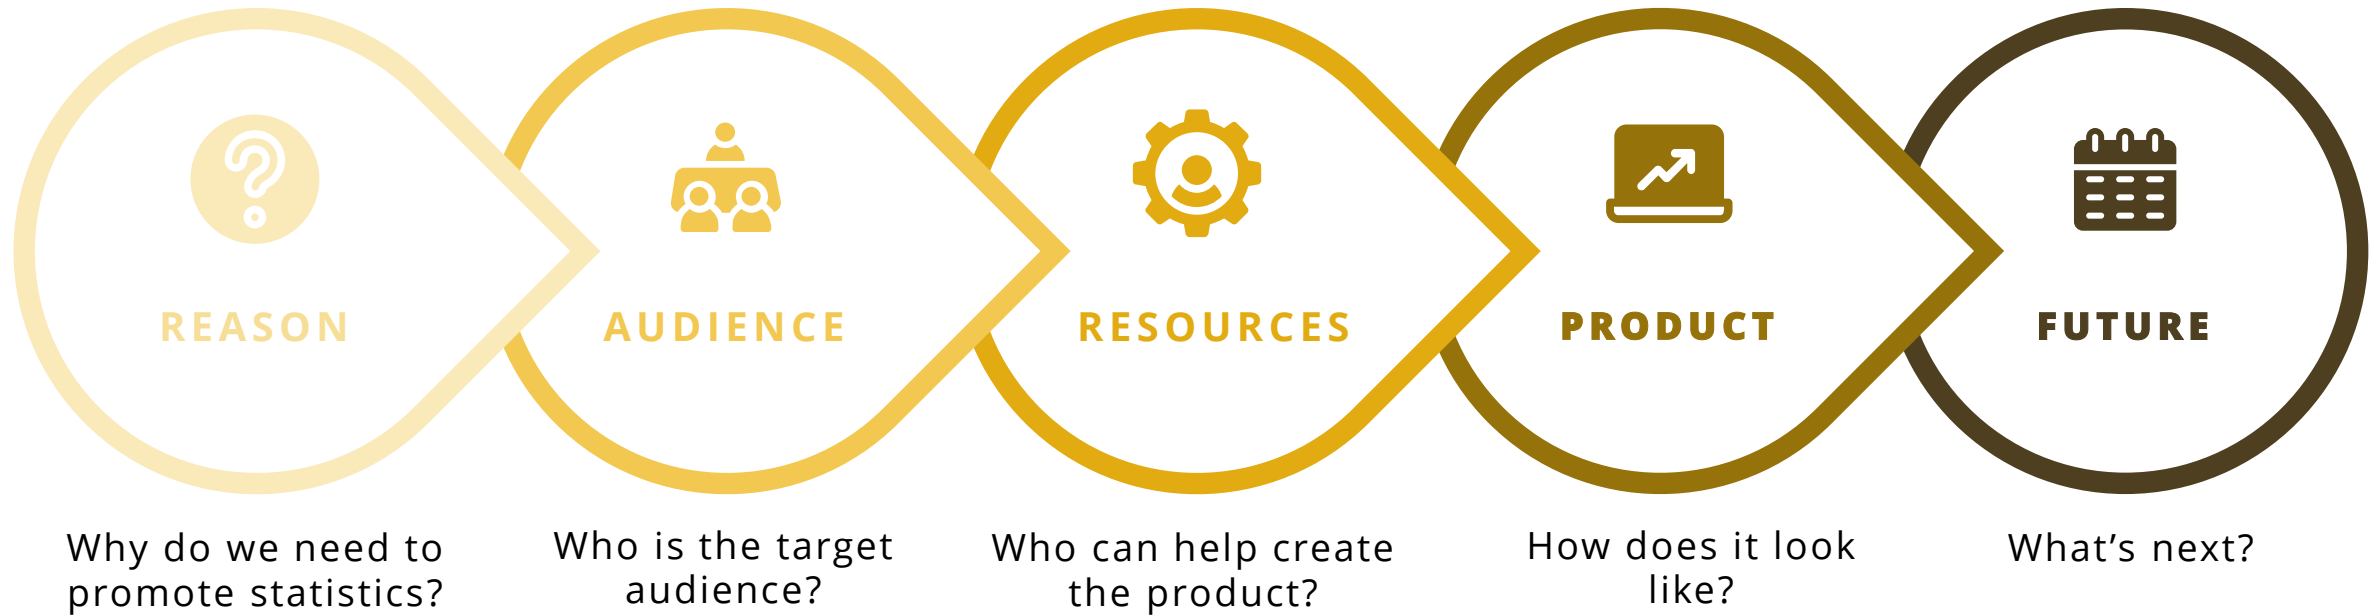 REASON
AUDIENCE
RESOURCES
PRODUCT
FUTURE
Why do we need to
promote statistics?
Who is the target
audience?
Who can help create
the product?
How does it look
like?
What’s next?